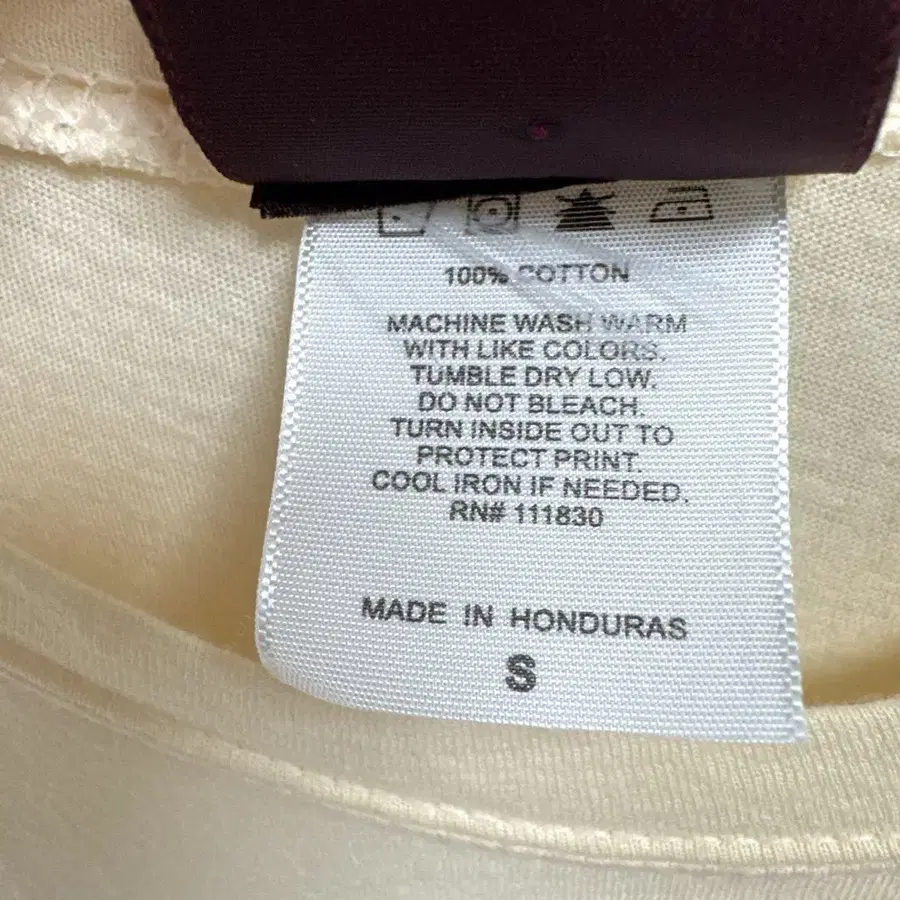 100% COTTON
MACHINE WASH WARM
WITH LIKE COLORS.
TUMBLE DRY LOW.
DO NOT BLEACH.
TURN INSIDE OUT TO
PROTECT PRINT.
COOL IRON IF NEEDED.
RN# 111830
MADE IN HONDURAS
S